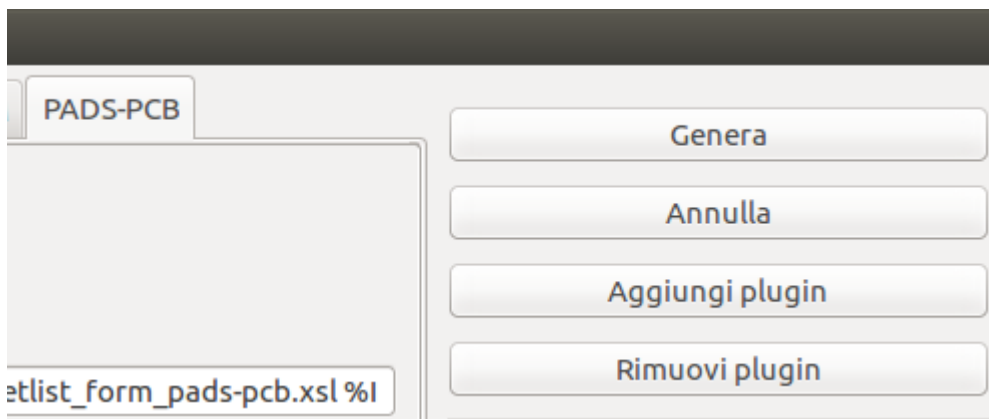 PADS-PCB
Genera
Annulla
Aggiungi plugin
Rimuovi plugin
etlist_form_pads-pcb.xsl %I